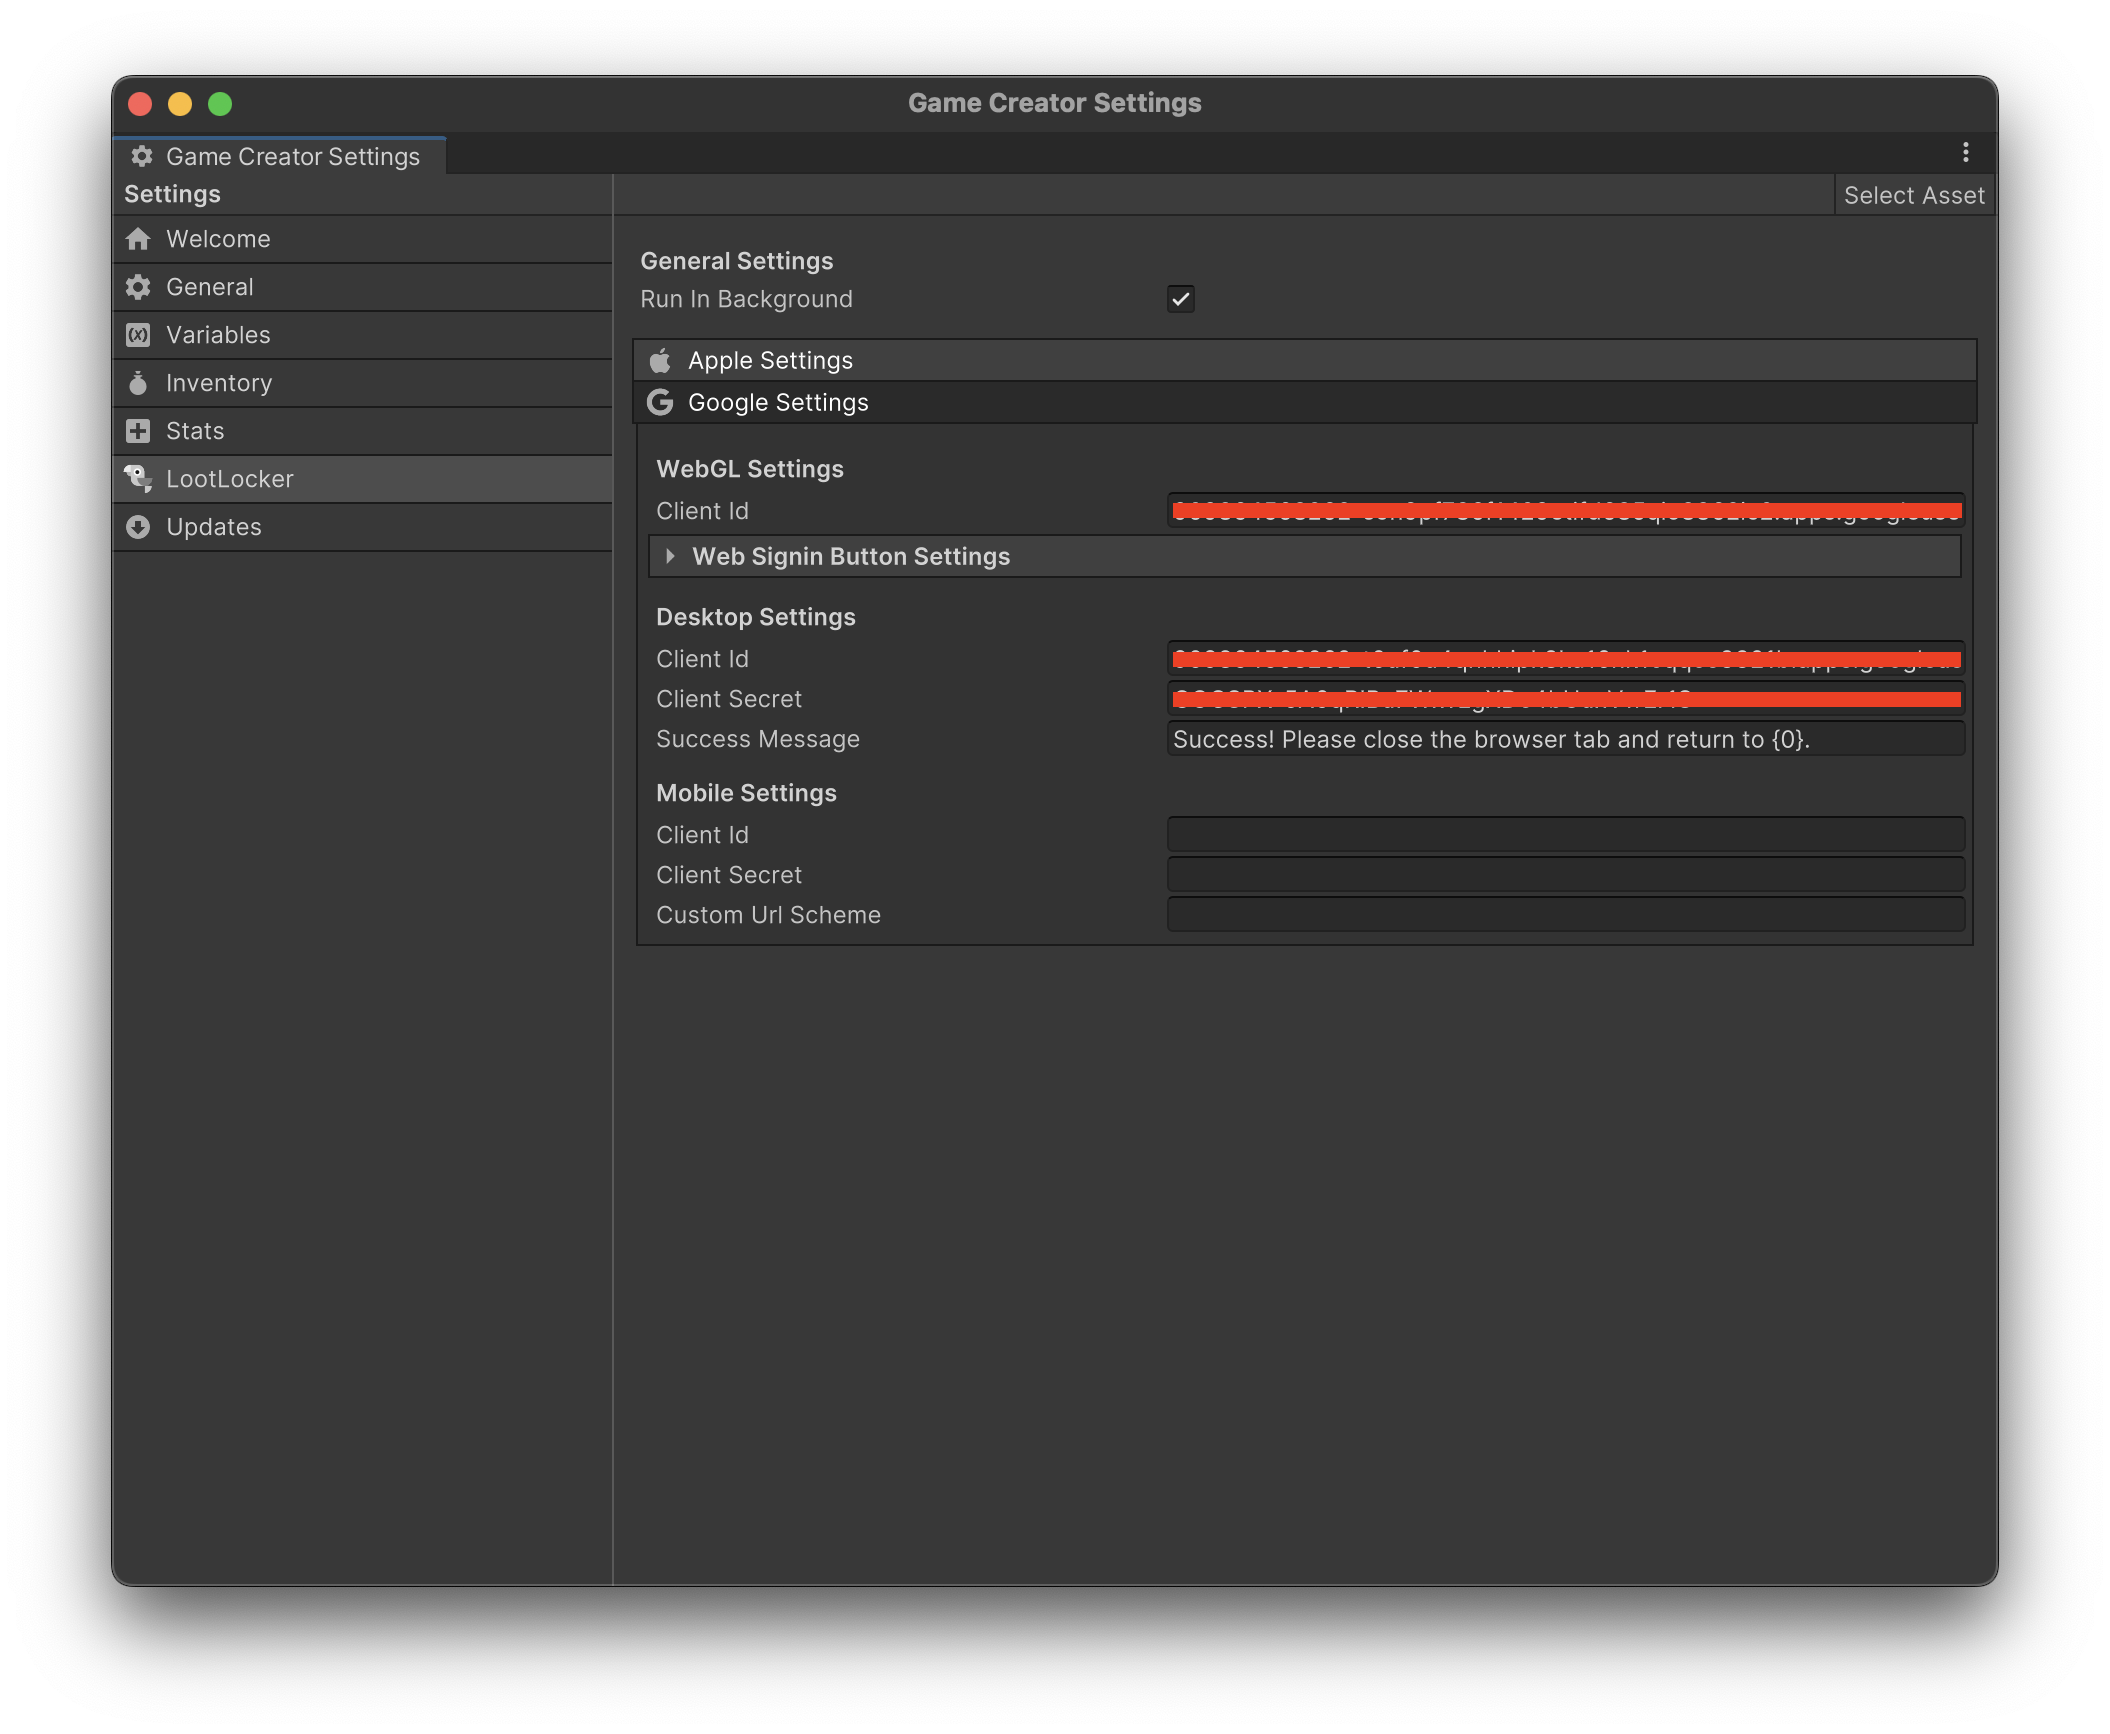 Game Creator Settings
Game Creator Settings
Settings
Select Asset
Welcome
General
Variables
Inventory
Stats
LootLocker
Updates
General Settings
Run In Background
Apple Settings
Google Settings
WebGL Settings
Client Id
Web Signin Button Settings
Desktop Settings
Client Id
Client Secret
Success Message Success! Please close the browser tab and return to {0}.
Mobile Settings
Client Id
Client Secret
Custom Url Scheme